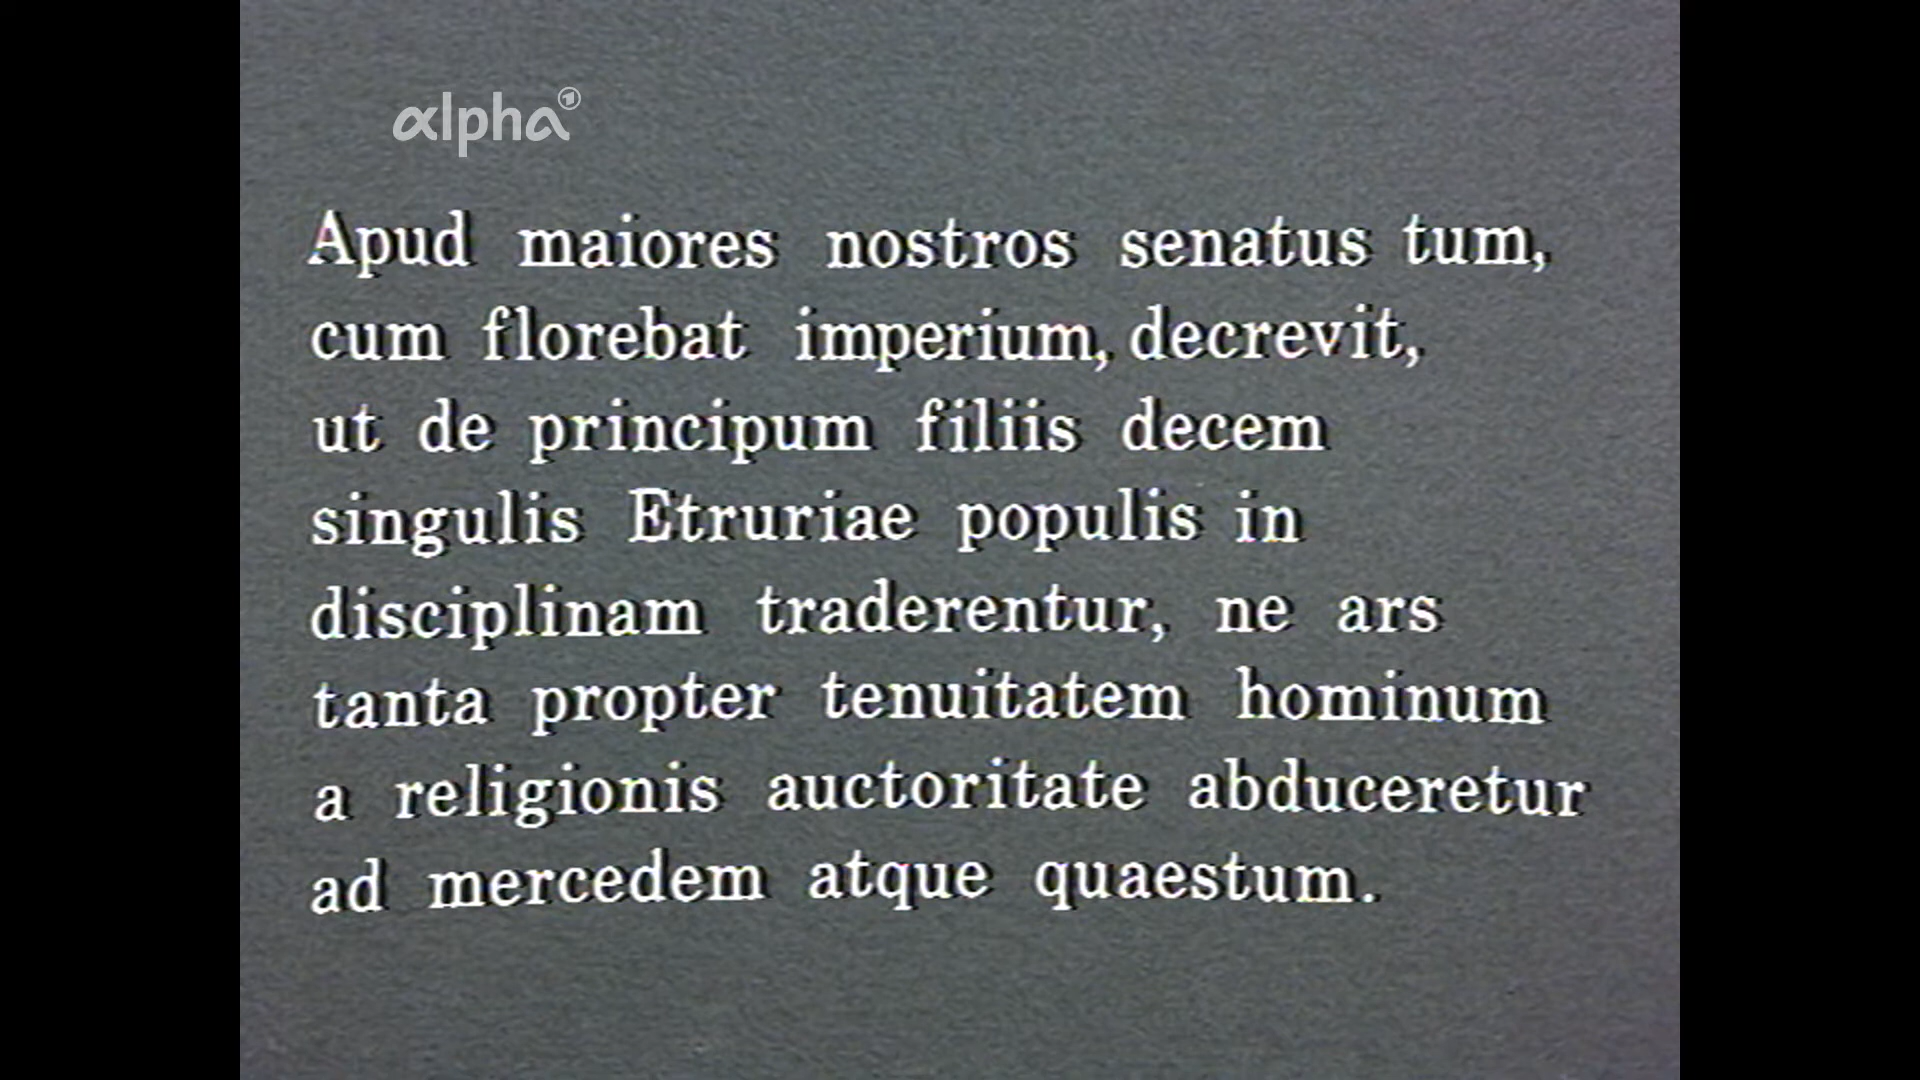 alpha
Apud maiores nostros senatus tum,
cum florebat imperium, decrevit,
ut de principum filiis decem
singulis Etruriae populis in
disciplinam traderentur, ne ars
tanta propter tenuitatem hominum
a religionis auctoritate abduceretur
ad mercedem atque quaestum.